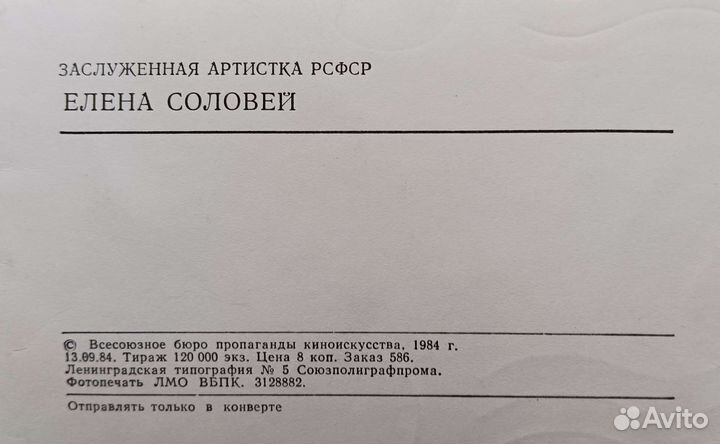 ЗАСЛУЖЕННАЯ АРТИСТКА РСФСР
ЕЛЕНА СОЛОВЕЙ
© Всесоюзное бюро пропаганды киноискусства, 1984 г.
13.09.84. Тираж 120 000 экз. Цена 8 коп. Заказ 586.
Ленинградская типография № 5 Союзполиграфпрома.
Фотопечать ЛМО ВБПК. 3128882.
Отправлять только в конверте
Avito